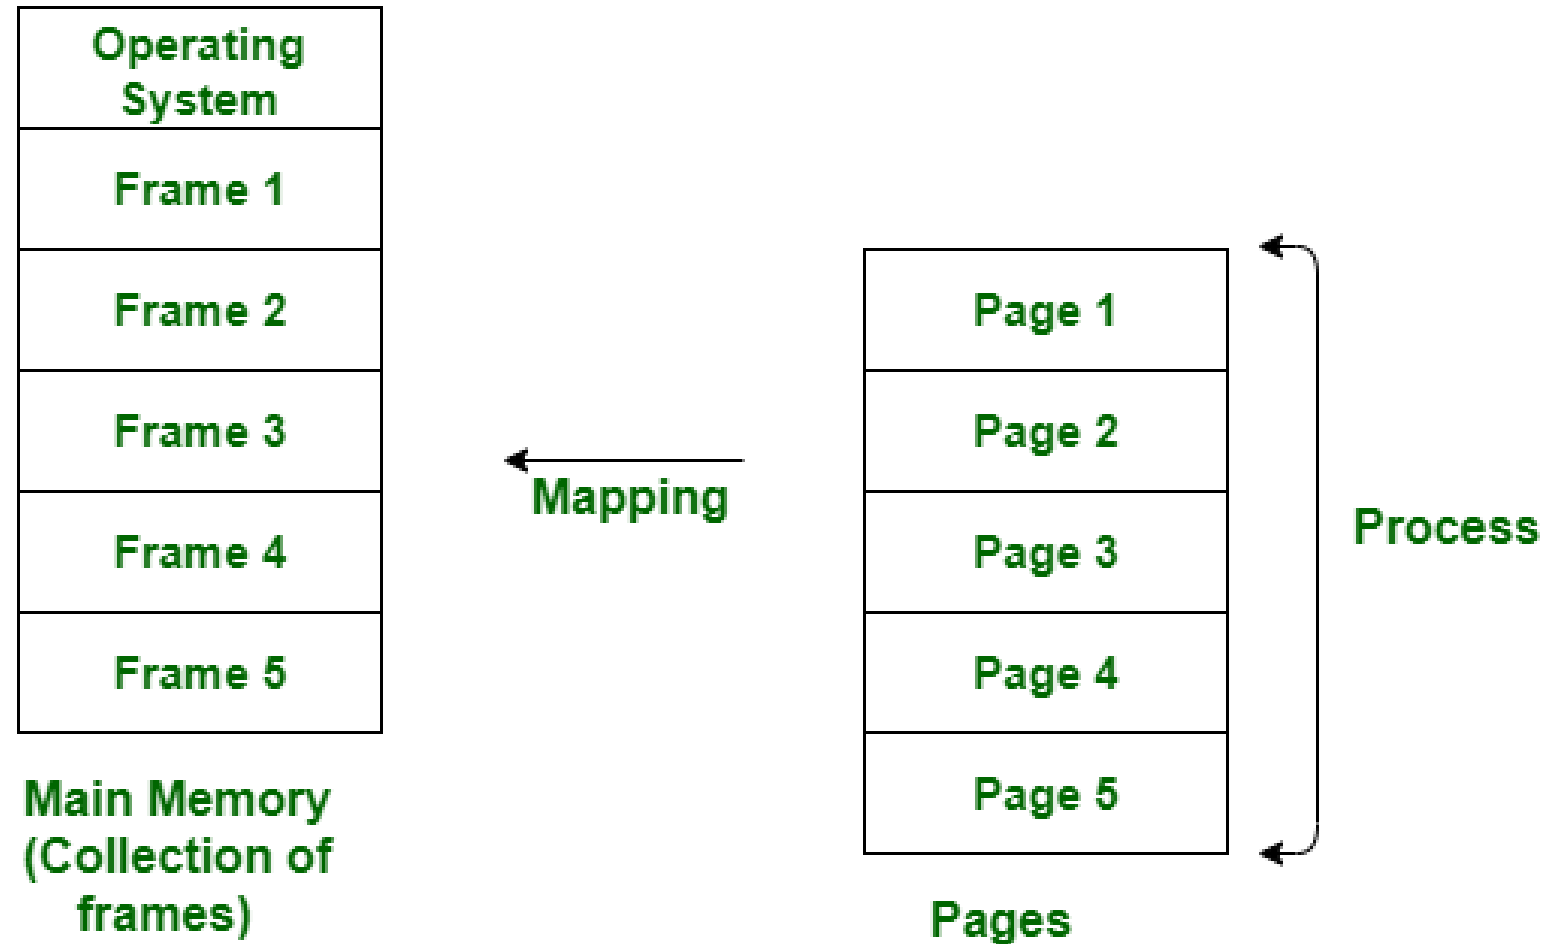 Operating
System
Frame 1
Frame 2
Frame 3
Frame 4
Frame 5
Main Memory
(Collection of
frames)
Mapping
Page 1
Page 2
Page 3
Page 4
Page 5
Pages
Process